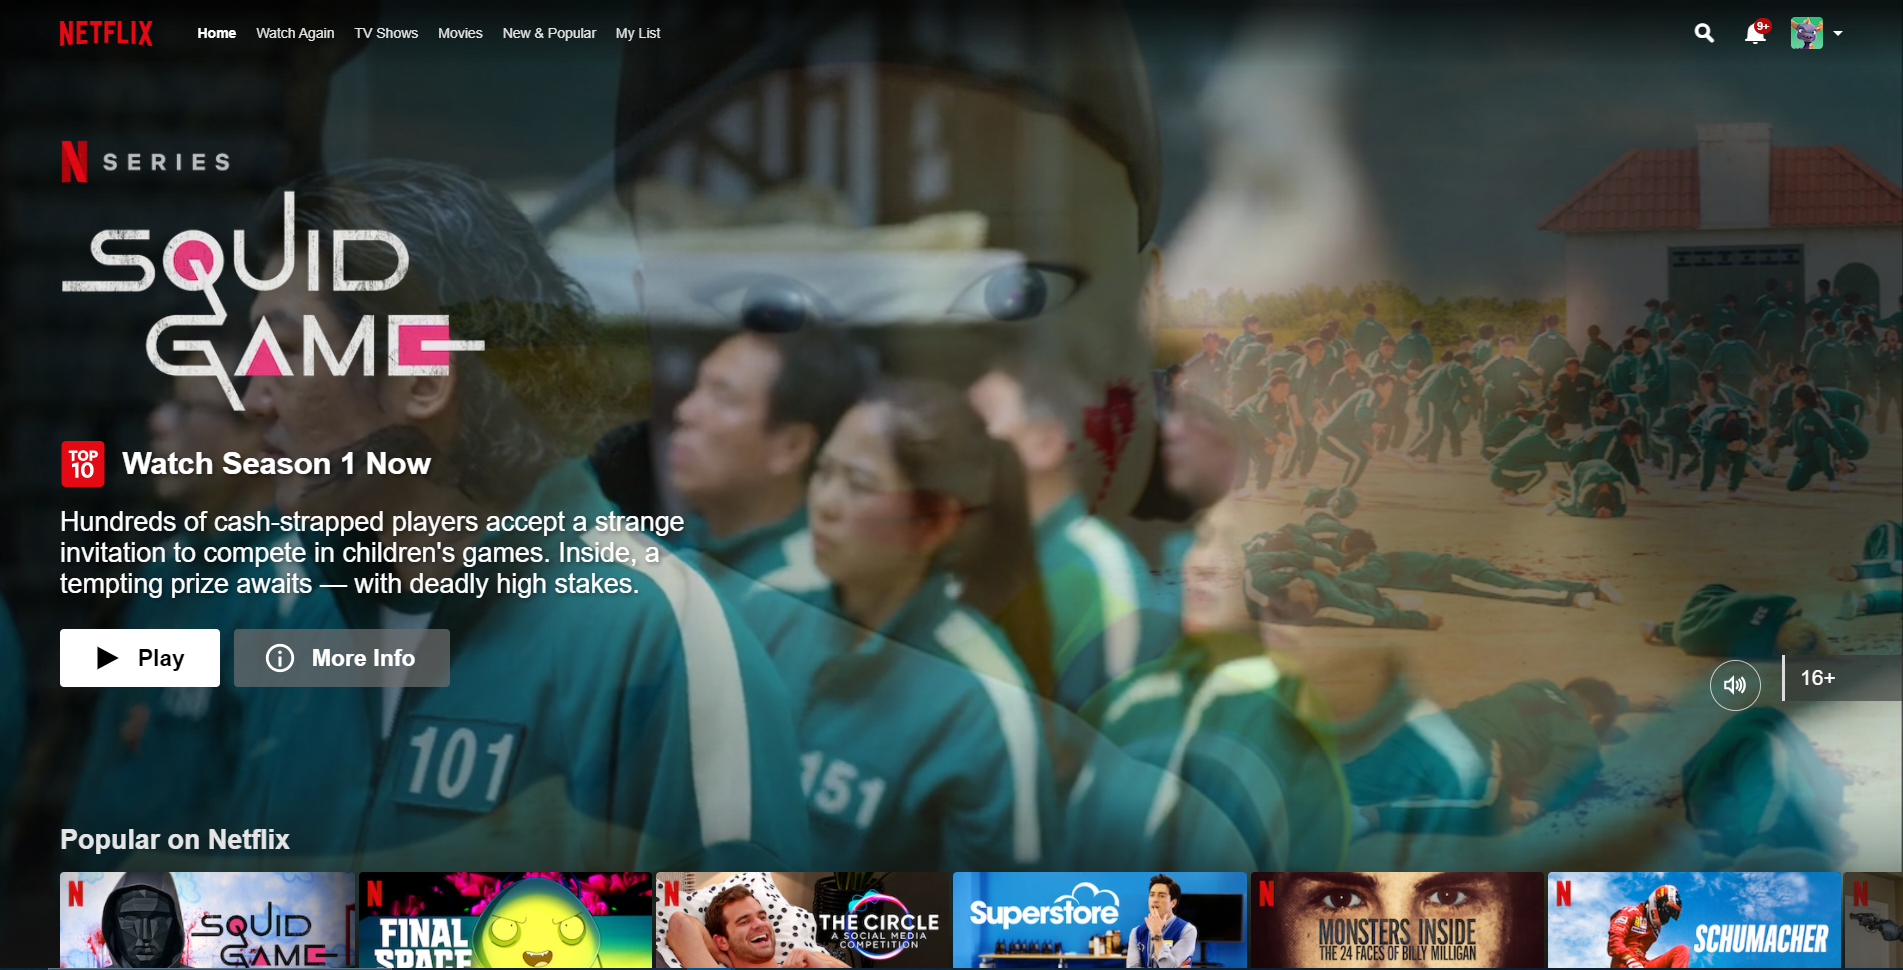 NETFLIX
Home Watch Again TV Shows Movies New & Popular My List
9+
N SERIES
SQUID
GAME
TOP
10
Watch Season 1 Now
Hundreds of cash-strapped players accept a strange
invitation to compete in children's games. Inside, a
tempting prize awaits — with deadly high stakes.
Play
More Info
16+
101
151
Popular on Netflix
N
SQUID
GAME
N
FINAL
SPACE
N
THE CIRCLE
A SOCIAL MEDIA
COMPETITION
Superstore
N
MONSTERS INSIDE
THE 24 FACES OF BILLY MILLIGAN
N
SCHUMACHER
N